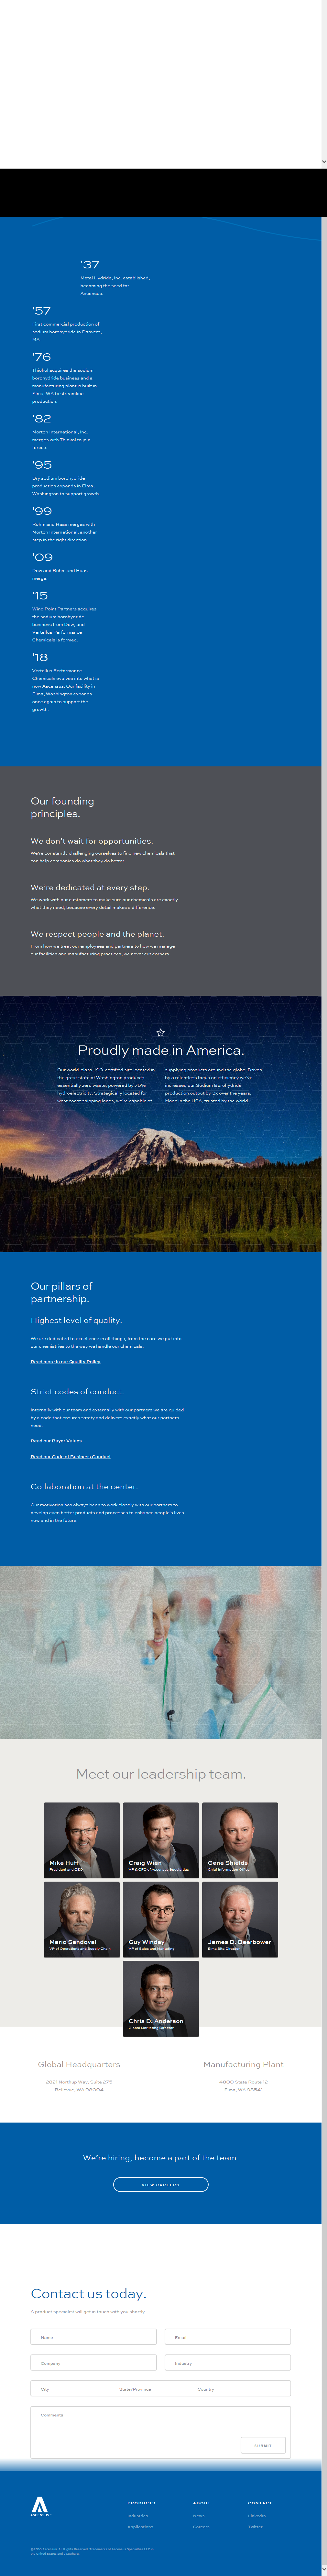 '37
Metal Hydride, Inc. established,
becoming the seed for
Ascensus.
'57
First commercial production of
sodium borohydride in Danvers,
MA.
'76
Thiokol acquires the sodium
borohydride business and a
manufacturing plant is built in
Elma, WA to streamline
production.
'82
Morton International, Inc.
merges with Thiokol to join
forces.
'95
Dry sodium borohydride
production expands in Elma,
Washington to support growth.
'99
Rohm and Haas merges with
Morton International, another
step in the right direction.
'09
Dow and Rohm and Haas
merge.
'15
Wind Point Partners acquires
the sodium borohydride
business from Dow, and
Vertellus Performance
Chemicals is formed.
'18
Vertellus Performance
Chemicals evolves into what is
now Ascensus. Our facility in
Elma, Washington expands
once again to support the
growth.
Our founding
principles.
We don't wait for opportunities.
We're constantly challenging ourselves to find new chemicals that
can help companies do what they do better.
We're dedicated at every step.
We work with our customers to make sure our chemicals are exactly
what they need, because every detail makes a difference.
We respect people and the planet.
From how we treat our employees and partners to how we manage
our facilities and manufacturing practices, we never cut corners.
Proudly made in America.
Our world-class, ISO-certified site located in
the great state of Washington produces
essentially zero waste, powered by 75%
hydroelectricity. Strategically located for
west coast shipping lanes, we're capable of
supplying products around the globe. Driven
by a relentless focus on efficiency we've
increased our Sodium Borohydride
production output by 3x over the years.
Made in the USA, trusted by the world.
Our pillars of
partnership.
Highest level of quality.
We are dedicated to excellence in all things, from the care we put into
our chemistries to the way we handle our chemicals.
Read more in our Quality Policy.
Strict codes of conduct.
Internally with our team and externally with our partners we are guided
by a code that ensures safety and delivers exactly what our partners
need.
Read our Buyer Values
Read our Code of Business Conduct
Collaboration at the center.
Our motivation has always been to work closely with our partners to
develop even better products and processes to enhance people's lives
now and in the future.
Meet our leadership team.
Mike Huff
President and CEO
Craig Wien
VP & CFO of Ascensus Specialties
Gene Shields
Chief Information Officer
Mario Sandoval
VP of Operations and Supply Chain
Guy Windey
VP of Sales and Marketing
James D. Beerbower
Elma Site Director
Chris D. Anderson
Global Marketing Director
Global Headquarters
2821 Northup Way, Suite 275
Bellevue, WA 98004
Manufacturing Plant
4800 State Route 12
Elma, WA 98541
We're hiring, become a part of the team.
VIEW CAREERS
Contact us today.
A product specialist will get in touch with you shortly.
Name
Email
Company
Industry
City
State/Province
Country
Comments
SUBMIT
ASCENSUS
PRODUCTS
Industries
Applications
ABOUT
News
Careers
CONTACT
LinkedIn
Twitter